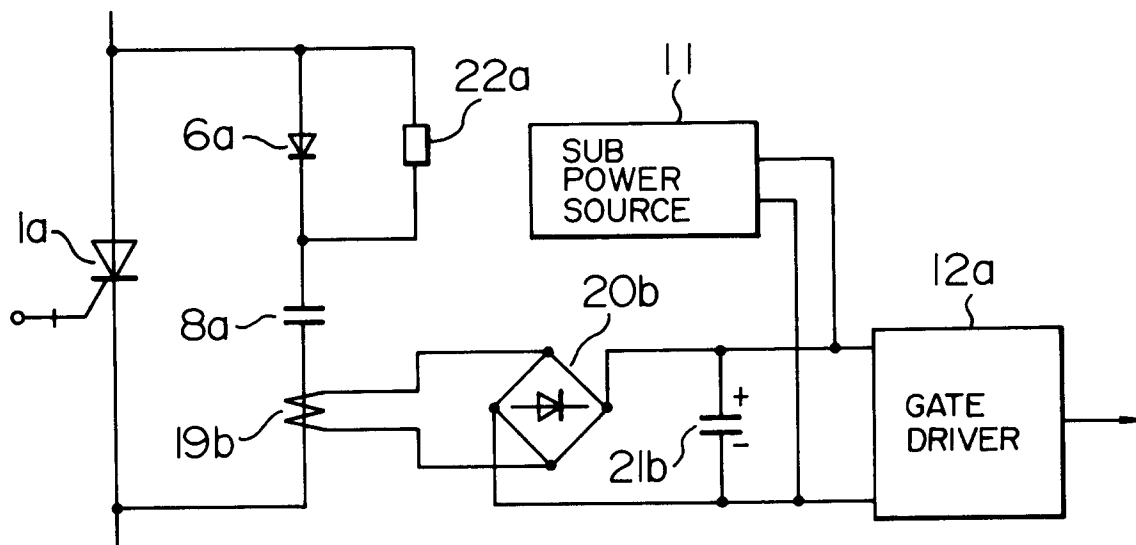 11
22a
6a
SUB
POWER
SOURCE
1a
12a
20b
8a
GATE
DRIVER
+
-
19b
21b